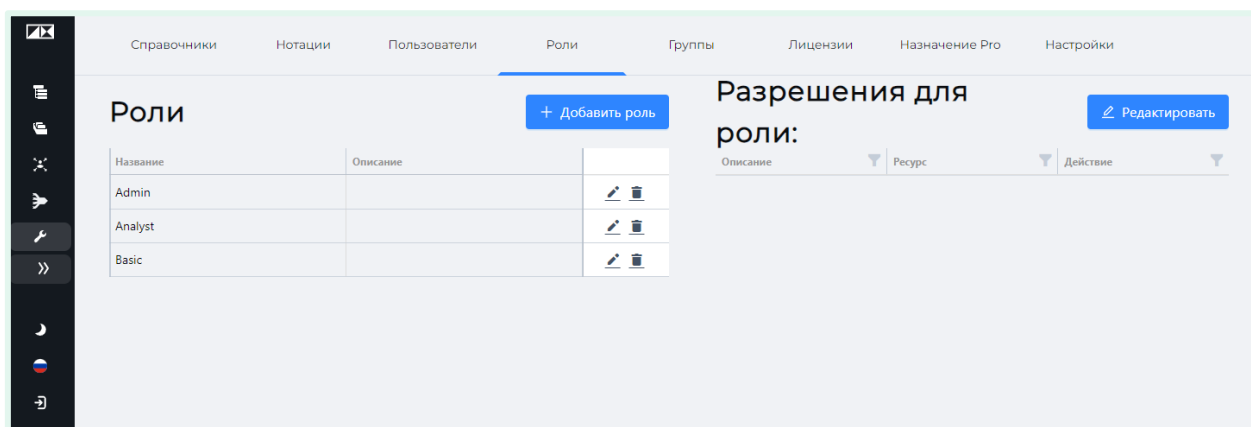 Справочники Нотации Пользователи Роли Группы Лицензии Назначение Pro Настройки
Роли
+ Добавить роль
Название Описание
Admin
Analyst
Basic
Разрешения для
роли:
Редактировать
Описание Ресурс Действие